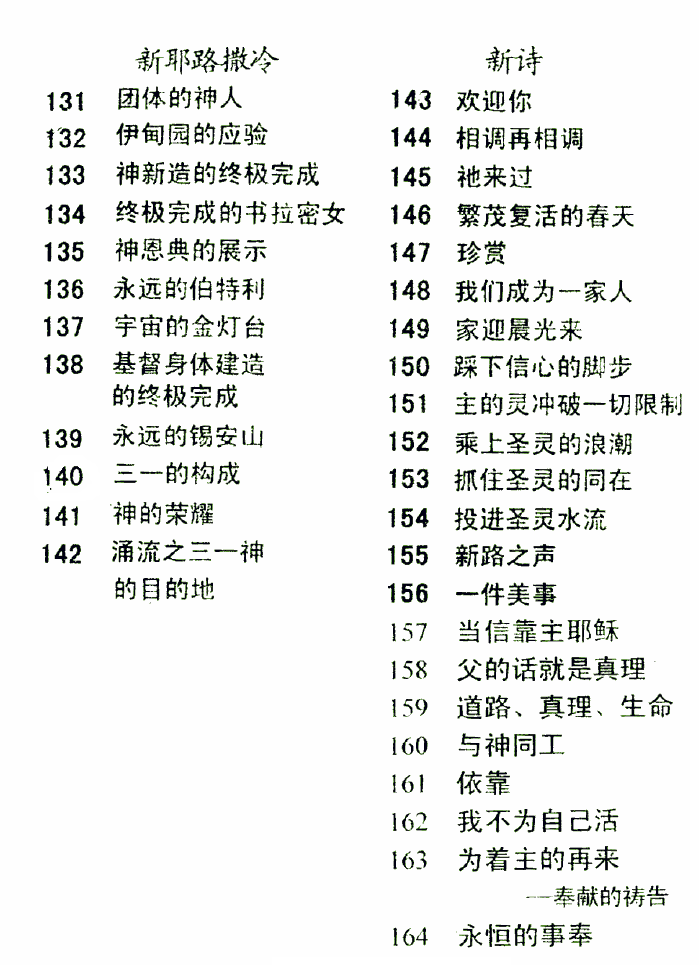 新耶路撒冷
131 团体的神人
132 伊甸园的应验
133 神新造的终极完成
134 终极完成的书拉密女
135 神恩典的展示
136 永远的伯特利
137 宇宙的金灯台
138 基督身体建造
的终极完成
139 永远的锡安山
140 三一的构成
141 神的荣耀
142 涌流之三一神
的目的地
新诗
143 欢迎你
144 相调再相调
145 祂来过
146 繁茂复活的春天
147 珍赏
148 我们成为一家人
149 家迎晨光来
150 踩下信心的脚步
151 主的灵冲破一切限制
152 乘上圣灵的浪潮
153 抓住圣灵的同在
154 投进圣灵水流
155 新路之声
156 一件美事
157 当信靠主耶稣
158 父的话就是真理
159 道路、真理、生命
160 与神同工
161 依靠
162 我不为自己活
163 为着主的再来
—奉献的祷告
164 永恒的事奉